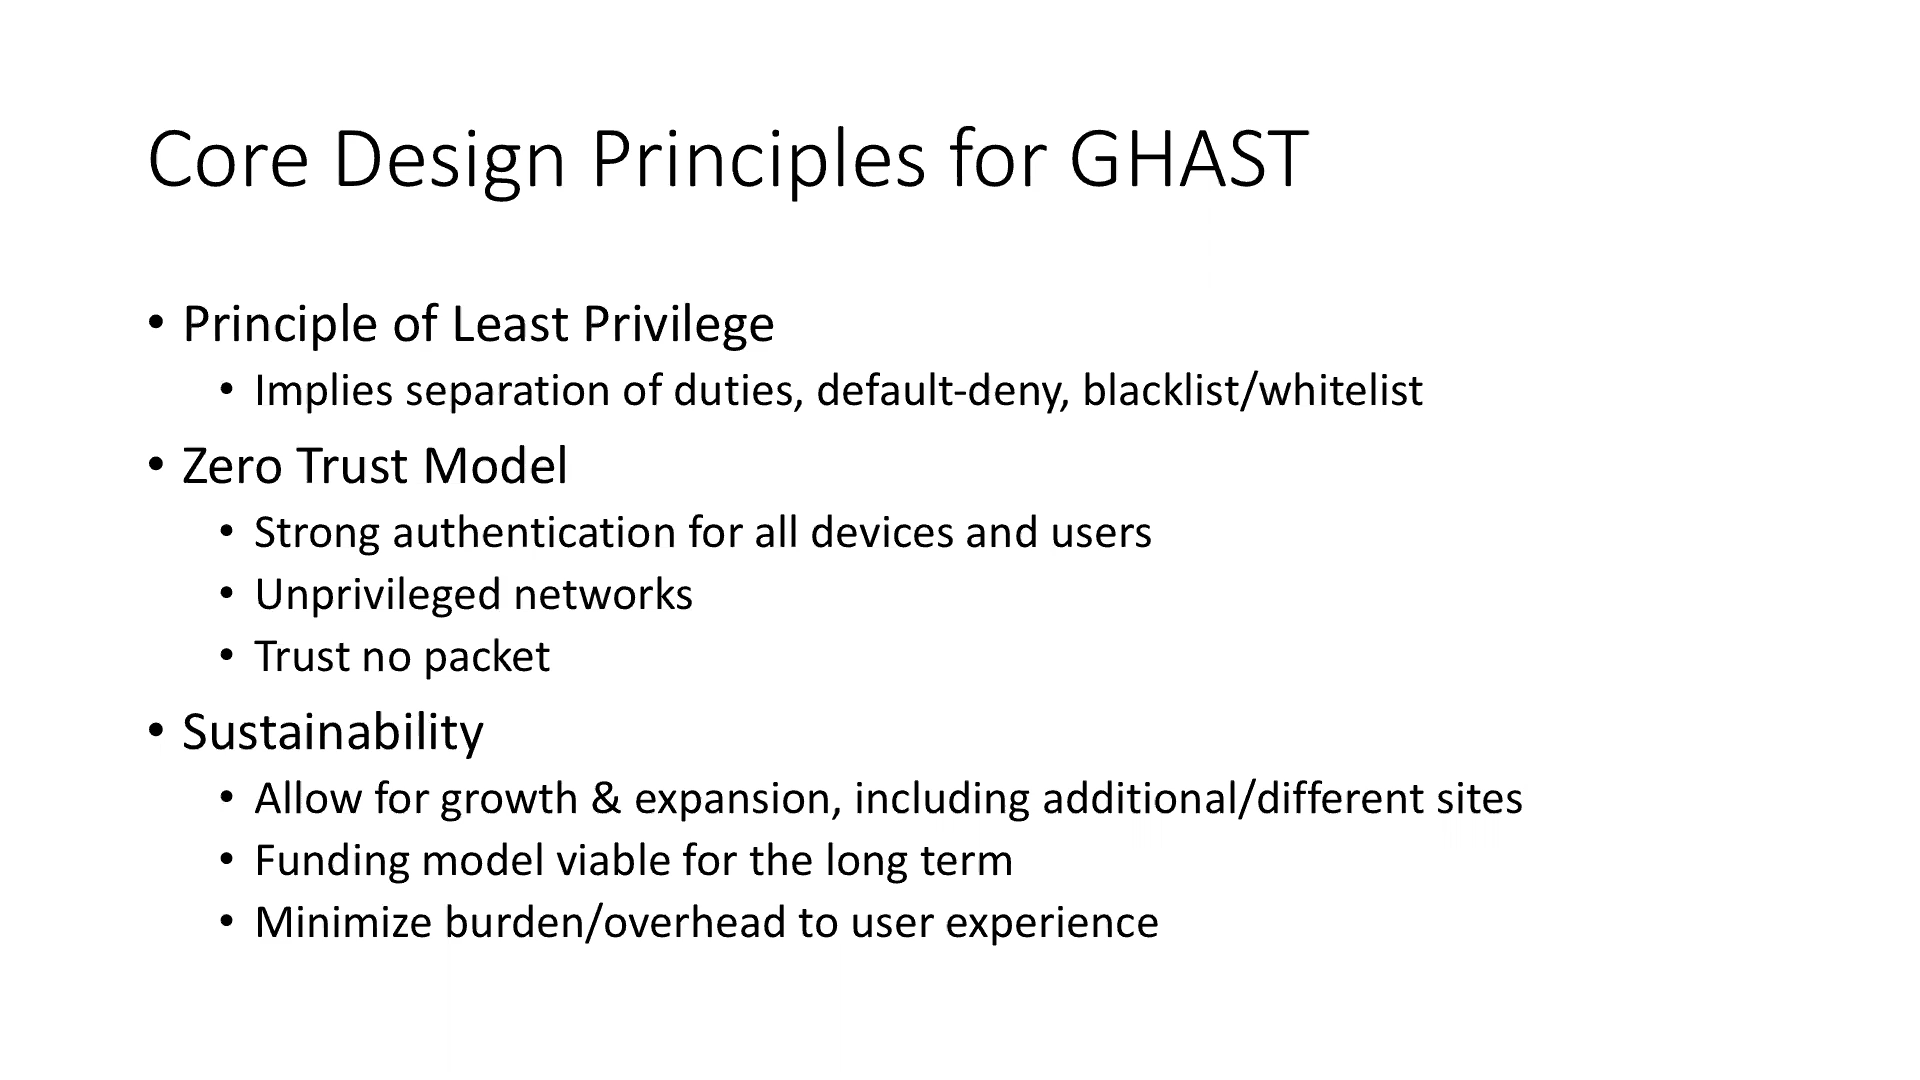 Core Design Principles for GHAST
• Principle of Least Privilege
• Implies separation of duties, default-deny, blacklist/whitelist
• Zero Trust Model
• Strong authentication for all devices and users
• Unprivileged networks
• Trust no packet
• Sustainability
• Allow for growth & expansion, including additional/different sites
• Funding model viable for the long term
• Minimize burden/overhead to user experience